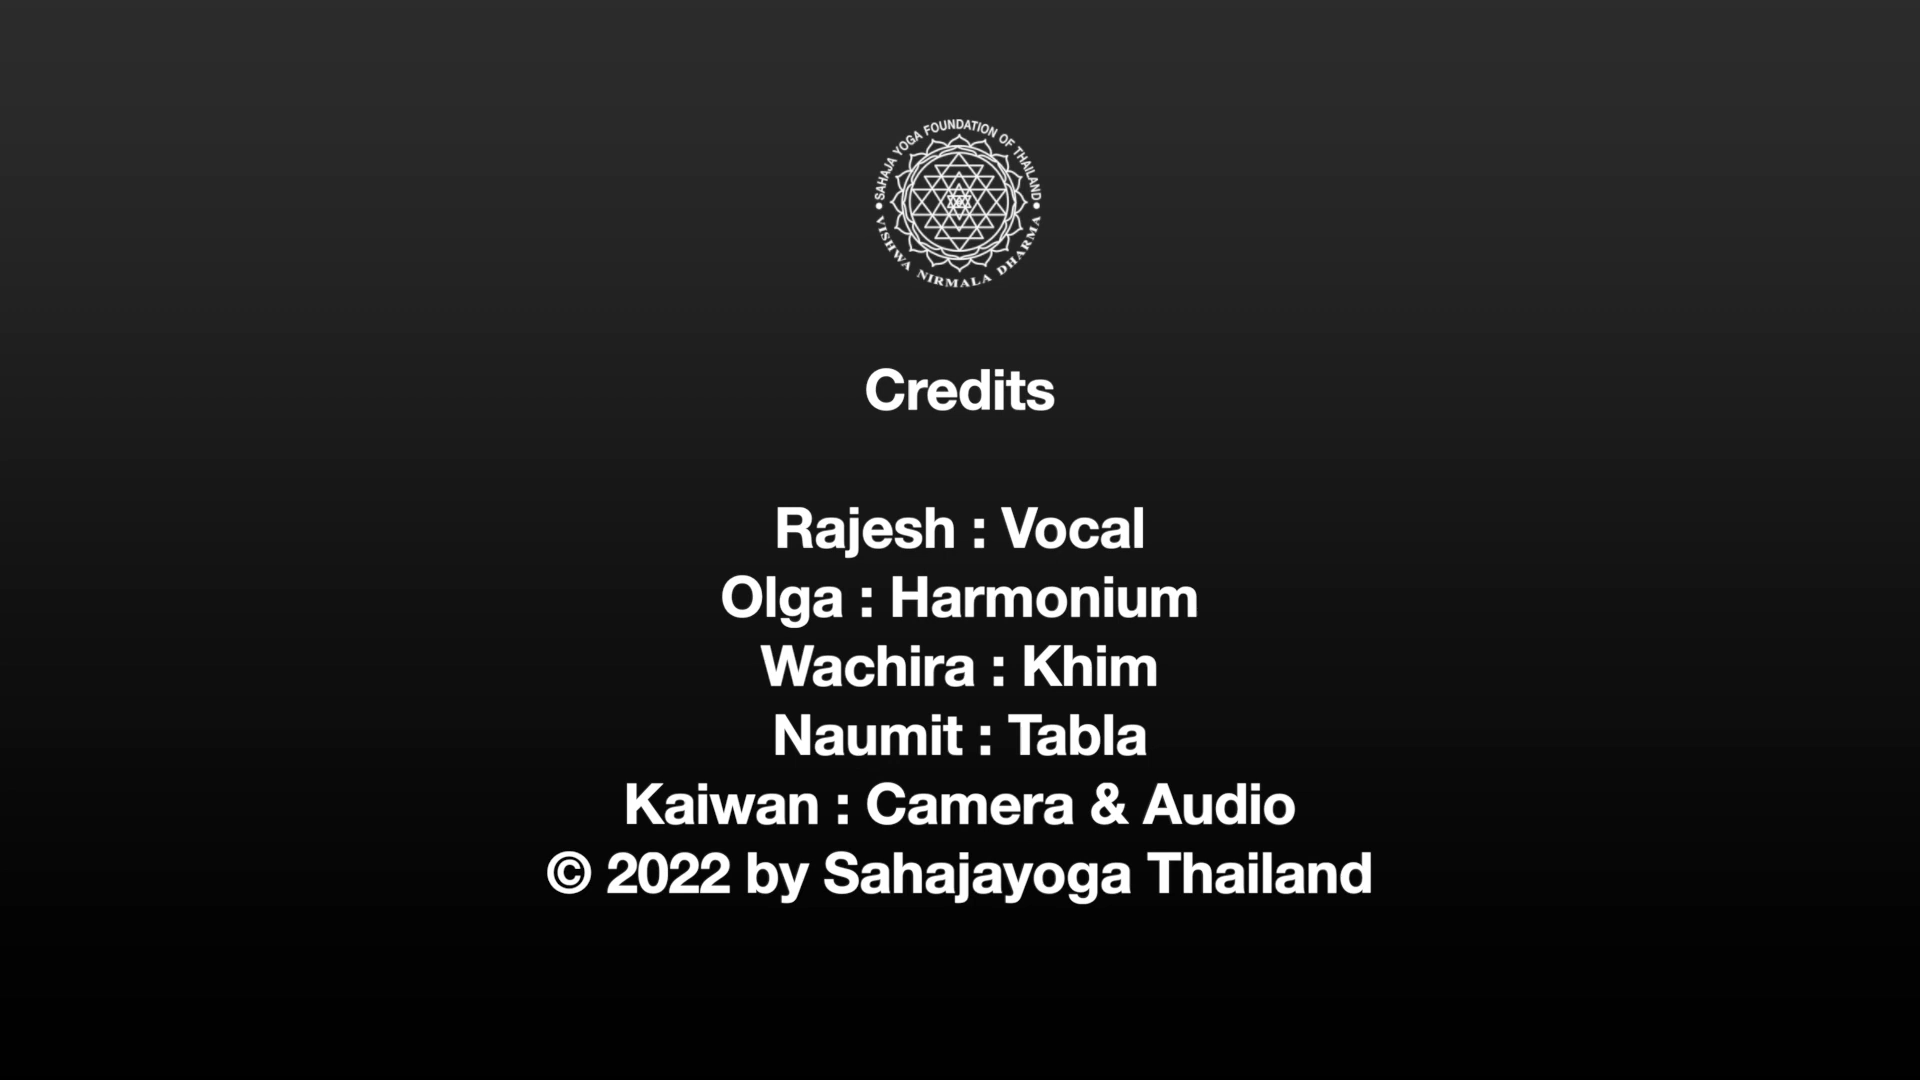 • SAHAJA YOGA FOUNDATION OF THAILAND •
VISHWA NIRMALA DHARMA
Credits
Rajesh : Vocal
Olga : Harmonium
Wachira : Khim
Naumit : Tabla
Kaiwan : Camera & Audio
© 2022 by Sahajayoga Thailand